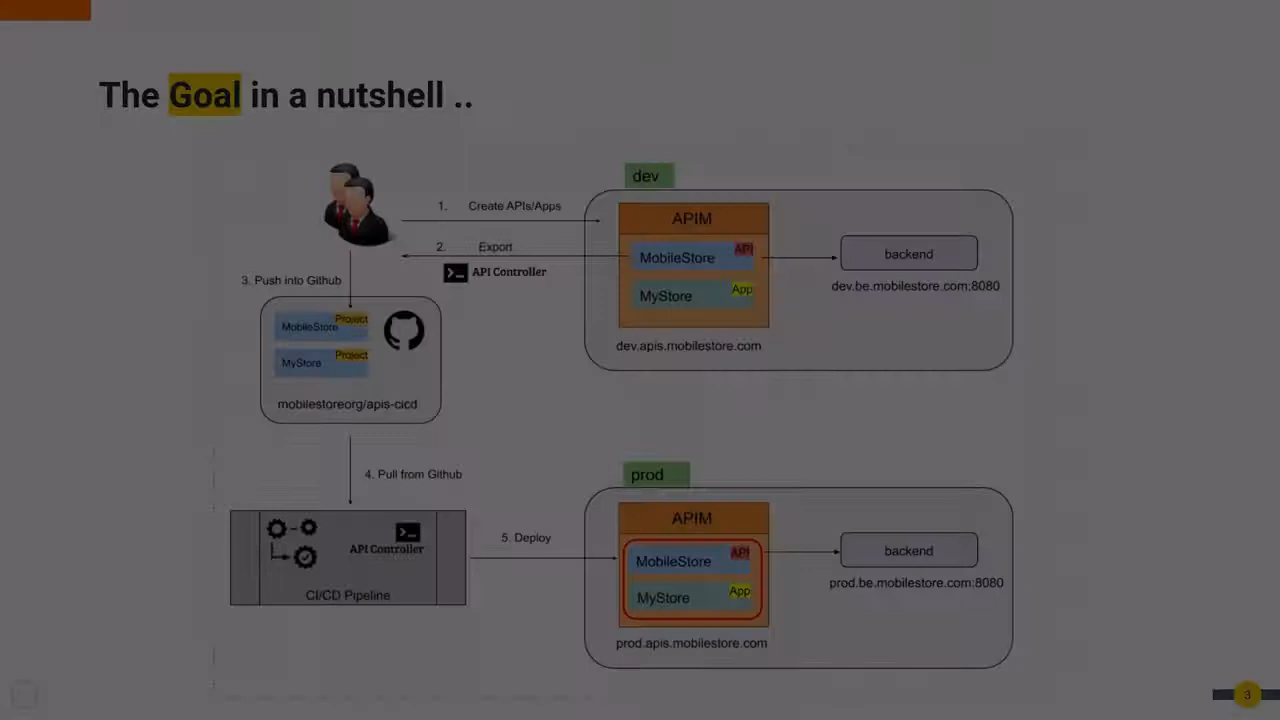 The Goal in a nutshell ..
dev
1. Create APIs/Apps
APIM
2. Export
API
MobileStore
backend
API Controller
3. Push into Github
dev.be.mobilestore.com:8080
App
MyStore
Project
MobileStore
dev.apis.mobilestore.com
Project
MyStore
mobilestoreorg/apis-cicd
4. Pull from Github
prod
APIM
5. Deploy
API Controller
API
MobileStore
backend
prod.be.mobilestore.com:8080
App
MyStore
CI/CD Pipeline
prod.apis.mobilestore.com
3